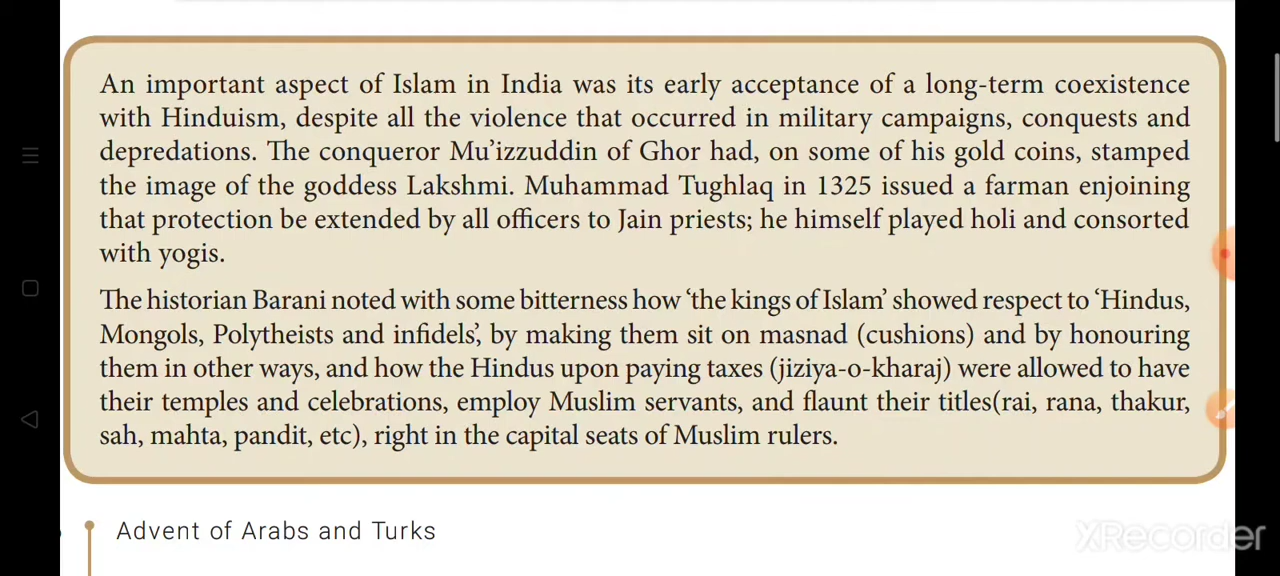 An important aspect of Islam in India was its early acceptance of a long-term coexistence
with Hinduism, despite all the violence that occurred in military campaigns, conquests and
depredations. The conqueror Mu’izzuddin of Ghor had, on some of his gold coins, stamped
the image of the goddess Lakshmi. Muhammad Tughlaq in 1325 issued a farman enjoining
that protection be extended by all officers to Jain priests; he himself played holi and consorted
with yogis.
The historian Barani noted with some bitterness how ‘the kings of Islam’ showed respect to ‘Hindus,
Mongols, Polytheists and infidels’, by making them sit on masnad (cushions) and by honouring
them in other ways, and how the Hindus upon paying taxes (jiziya-o-kharaj) were allowed to have
their temples and celebrations, employ Muslim servants, and flaunt their titles(rai, rana, thakur,
sah, mahta, pandit, etc), right in the capital seats of Muslim rulers.
Advent of Arabs and Turks
XRecorder